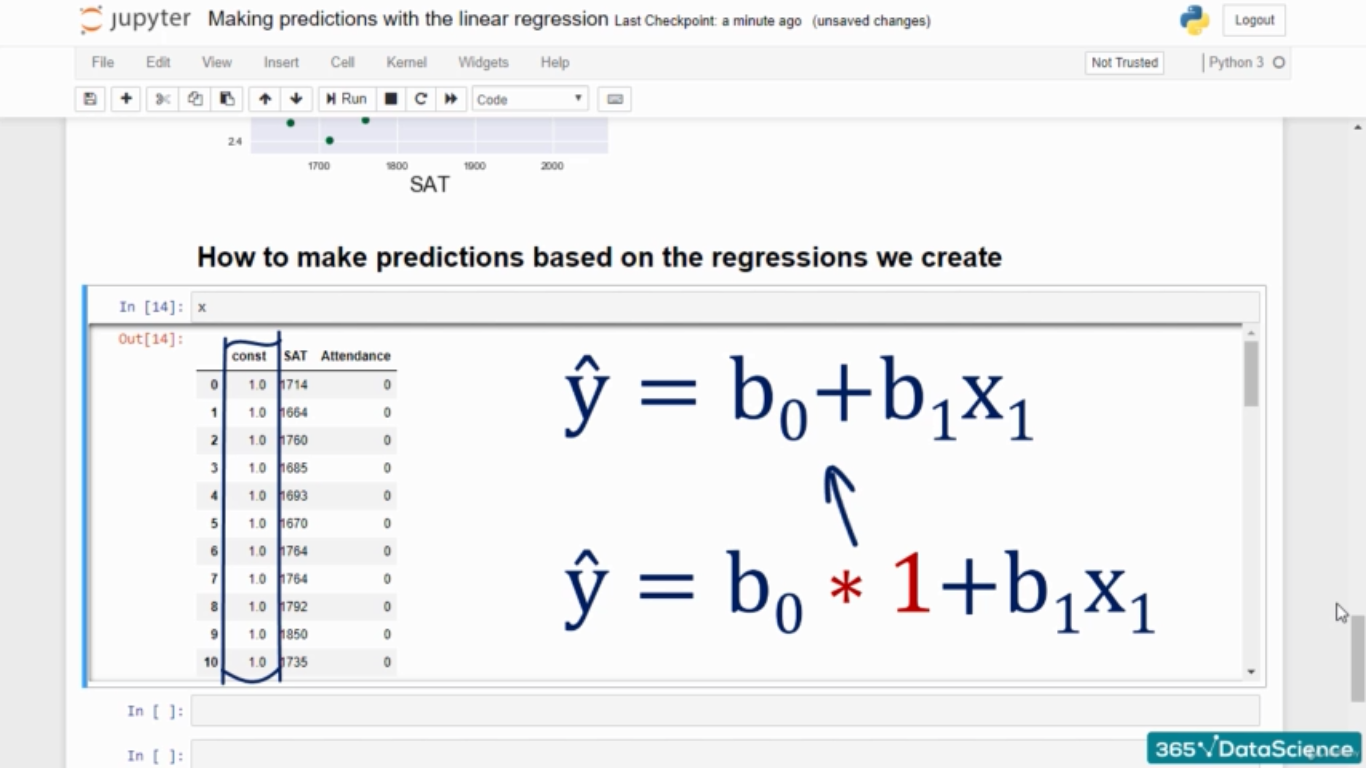 jupyter Making predictions with the linear regression Last Checkpoint: a minute ago (unsaved changes) Logout
File Edit View Insert Cell Kernel Widgets Help Not Trusted Python 3
Run Code
2.4
1700 1800 1900 2000
SAT
How to make predictions based on the regressions we create
In [14]: x
Out[14]:
const SAT Attendance
0 1.0 1714 0
1 1.0 1664 0
2 1.0 1760 0
3 1.0 1685 0
4 1.0 1693 0
5 1.0 1670 0
6 1.0 1764 0
7 1.0 1764 0
8 1.0 1792 0
9 1.0 1850 0
10 1.0 1735 0
ŷ = b₀+b₁x₁
ŷ = b₀ * 1+b₁x₁
In [ ]:
In [ ]:
365 DataScience